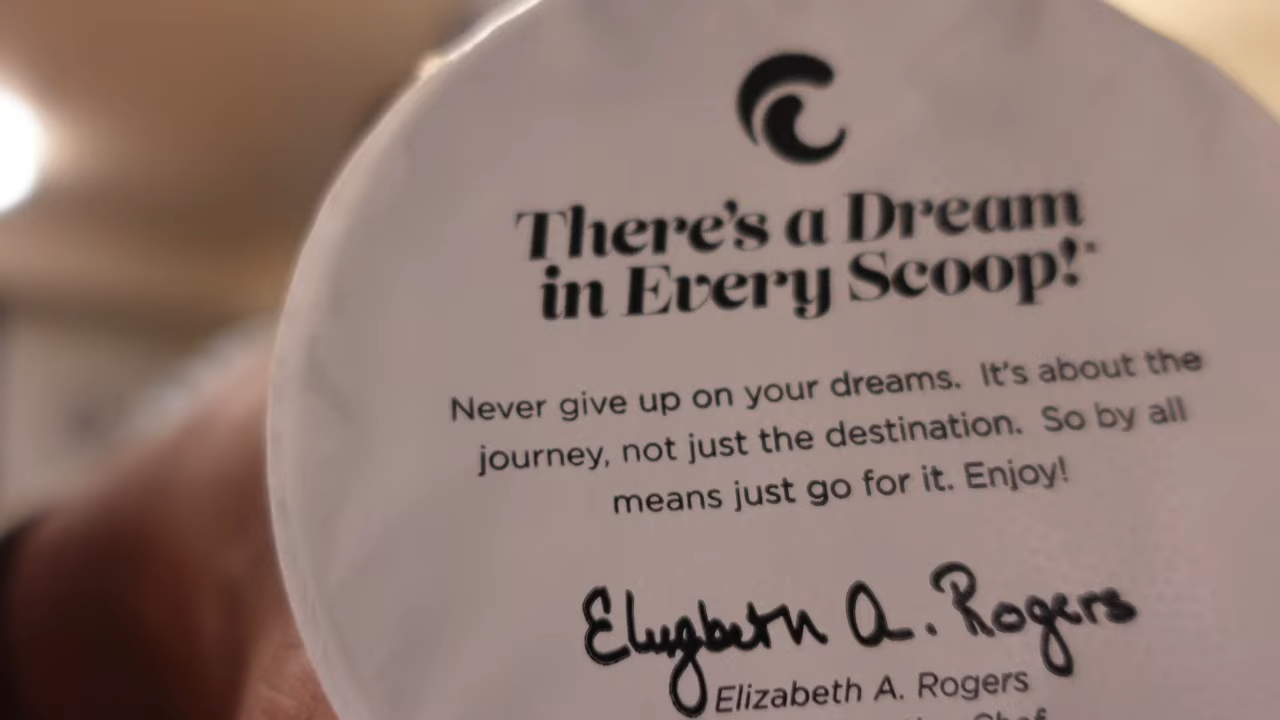 There's a Dream
in Every Scoop!
Never give up on your dreams. It's about the
journey, not just the destination. So by all
means just go for it. Enjoy!
Elizabeth A. Rogers
Elizabeth A. Rogers
Chef